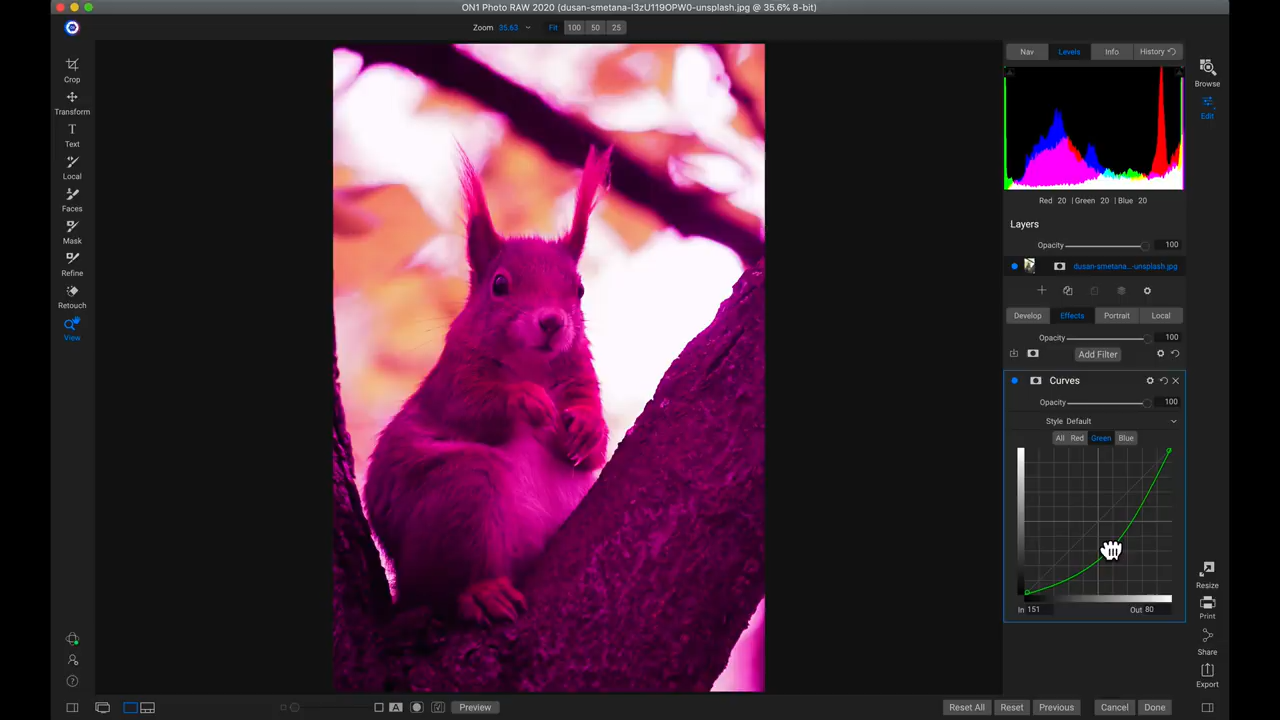 ON1 Photo RAW 2020 (dusan-smetana-I3zU119OPW0-unsplash.jpg @ 35.6% 8-bit)
Zoom 35.63 Fit 100 50 25
Crop
Transform
Text
Local
Faces
Mask
Refine
Retouch
View
Nav Levels Info History
Red 20 | Green 20 | Blue 20
Layers
Opacity 100
dusan-smetana...-unsplash.jpg
Develop Effects Portrait Local
100
Opacity
Add Filter
Curves
Opacity 100
Style Default
All Red Green Blue
In 151 Out 80
Browse
Edit
Resize
Print
Share
Export
A Preview
Reset All Reset Previous Cancel Done